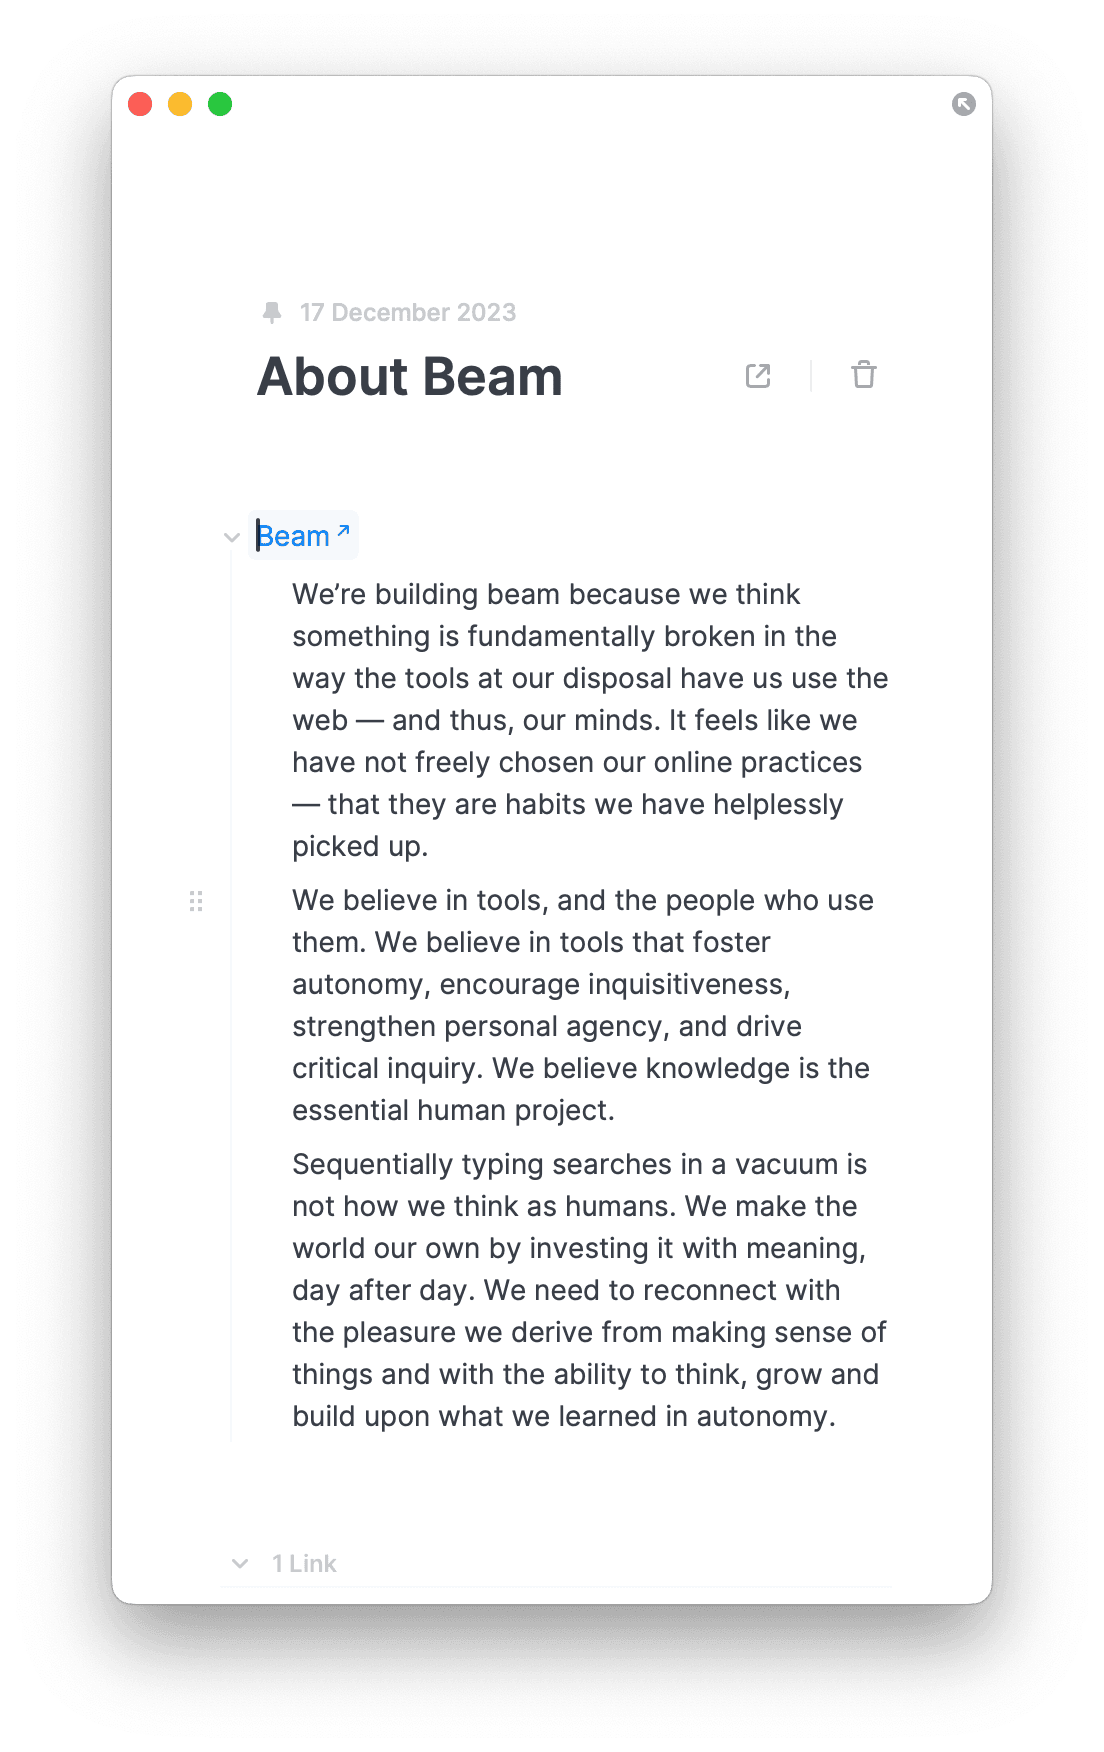 17 December 2023
About Beam
Beam
We’re building beam because we think
something is fundamentally broken in the
way the tools at our disposal have us use the
web — and thus, our minds. It feels like we
have not freely chosen our online practices
— that they are habits we have helplessly
picked up.
We believe in tools, and the people who use
them. We believe in tools that foster
autonomy, encourage inquisitiveness,
strengthen personal agency, and drive
critical inquiry. We believe knowledge is the
essential human project.
Sequentially typing searches in a vacuum is
not how we think as humans. We make the
world our own by investing it with meaning,
day after day. We need to reconnect with
the pleasure we derive from making sense of
things and with the ability to think, grow and
build upon what we learned in autonomy.
1 Link